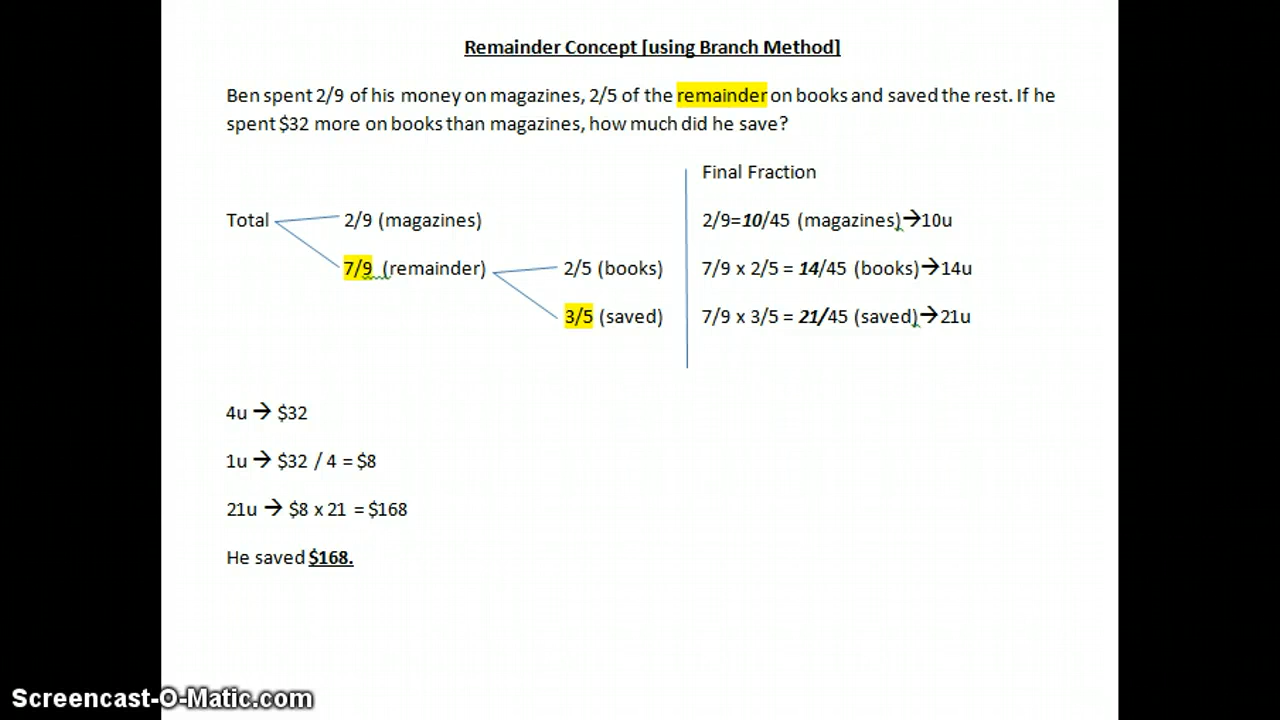 Remainder Concept [using Branch Method]
Ben spent 2/9 of his money on magazines, 2/5 of the remainder on books and saved the rest. If he
spent $32 more on books than magazines, how much did he save?
Final Fraction
Total 2/9 (magazines) 2/9=10/45 (magazines)→10u
7/9 (remainder) 2/5 (books) 7/9 x 2/5 = 14/45 (books)→14u
3/5 (saved) 7/9 x 3/5 = 21/45 (saved)→21u
4u → $32
1u → $32 / 4 = $8
21u → $8 x 21 = $168
He saved $168.
Screencast-O-Matic.com